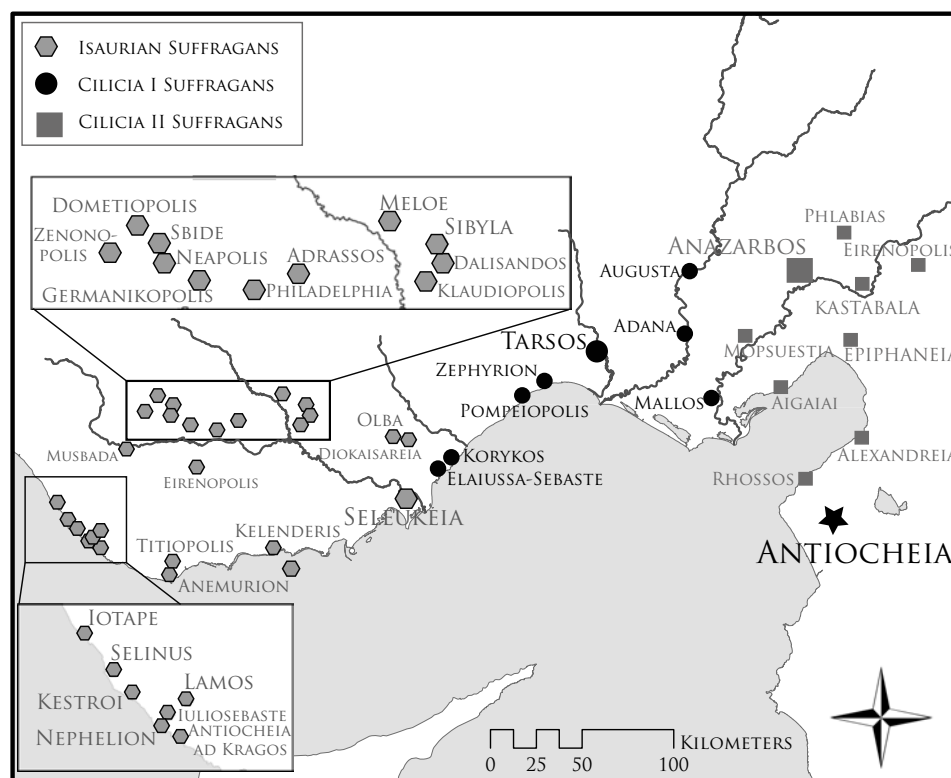 Isaurian Suffragans
Cilicia I Suffragans
Cilicia II Suffragans
Dometiopolis
Zenono-
polis
Sbide
Neapolis
Germanikopolis
Adrassos
Philadelphia
Meloe
Sibyla
Dalisandos
Klaudiopolis
Phlabias
Anazarbos
Eirenopolis
Augusta
Kastabala
Adana
Tarsos
Mopsuestia
Epiphaneia
Zephyrion
Pompeiopolis
Mallos
Aigaiai
Olba
Diokaisareia
Musbada
Korykos
Alexandreia
Eirenopolis
Elaiussa-Sebaste
Rhossos
Seleukeia
Kelenderis
Titiopolis
Anemurion
Antiocheia
Iotape
Selinus
Kestroi
Lamos
Iuliosebaste
Nephelion
Antiocheia
ad Kragos
Kilometers
0 25 50 100